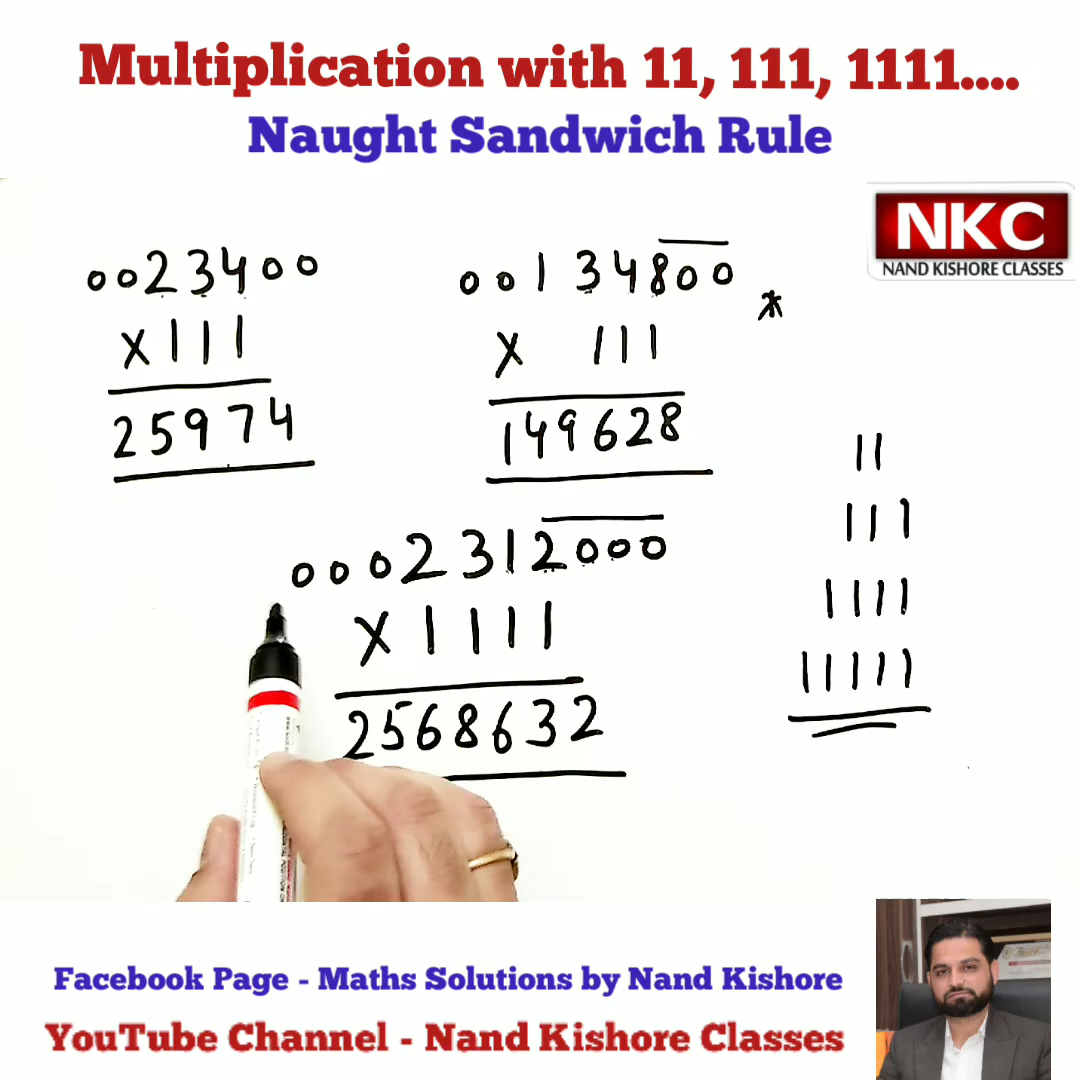 Multiplication with 11, 111, 1111....
Naught Sandwich Rule
NKC
NAND KISHORE CLASSES
0023400
X111
25974
00134800
*
X 111
149628
0002312000
X1111
2568632
11
111
1111
11111
Facebook Page - Maths Solutions by Nand Kishore
YouTube Channel - Nand Kishore Classes